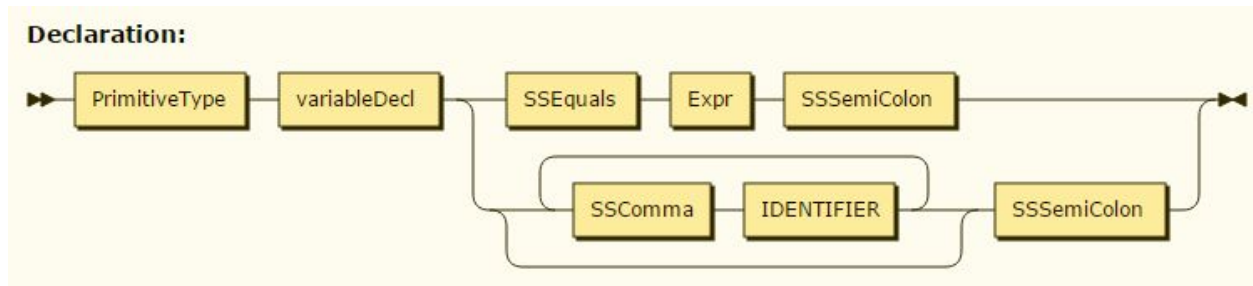 Declaration:
PrimitiveType variableDecl SSEquals Expr SSSemiColon
SSComma IDENTIFIER SSSemiColon